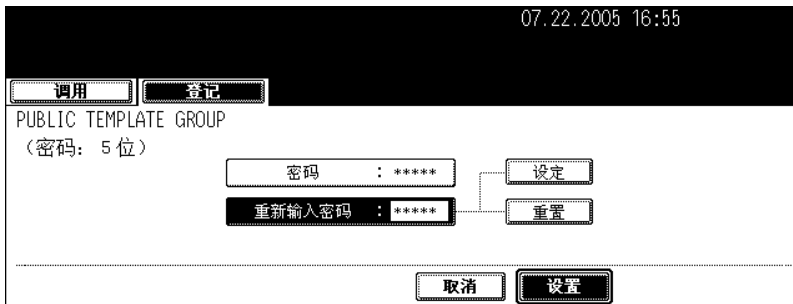 07.22.2005 16:55
调用 登记
PUBLIC TEMPLATE GROUP
（密码: 5位）
密码 : ***** 设定
重新输入密码 : ***** 重置
取消 设置